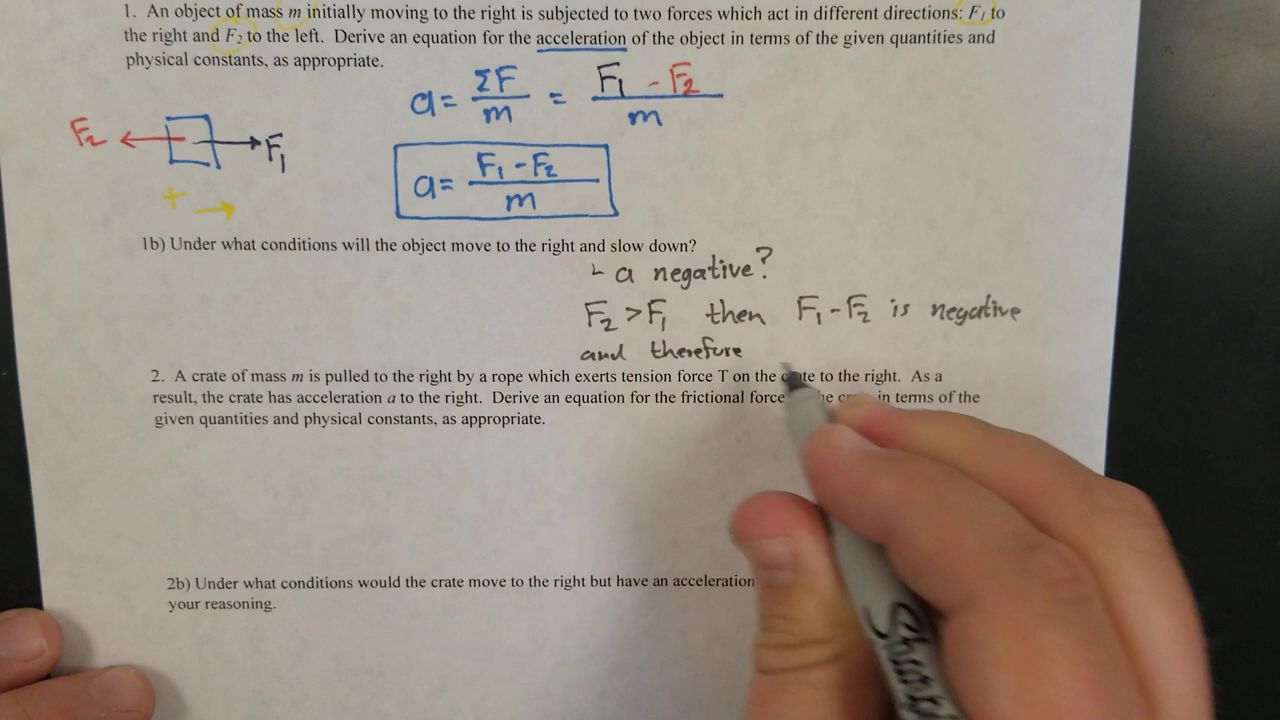 1. An object of mass m initially moving to the right is subjected to two forces which act in different directions: F₁ to
the right and F₂ to the left. Derive an equation for the acceleration of the object in terms of the given quantities and
physical constants, as appropriate.
a = ΣF/m = F₁ - F₂/m
F₂ F₁
+
a = F₁ - F₂/m
1b) Under what conditions will the object move to the right and slow down?
a negative?
F₂ > F₁ then F₁ - F₂ is negative
and therefore
2. A crate of mass m is pulled to the right by a rope which exerts tension force T on the crate to the right. As a
result, the crate has acceleration a to the right. Derive an equation for the frictional force in terms of the
given quantities and physical constants, as appropriate.
2b) Under what conditions would the crate move to the right but have an acceleration
your reasoning.